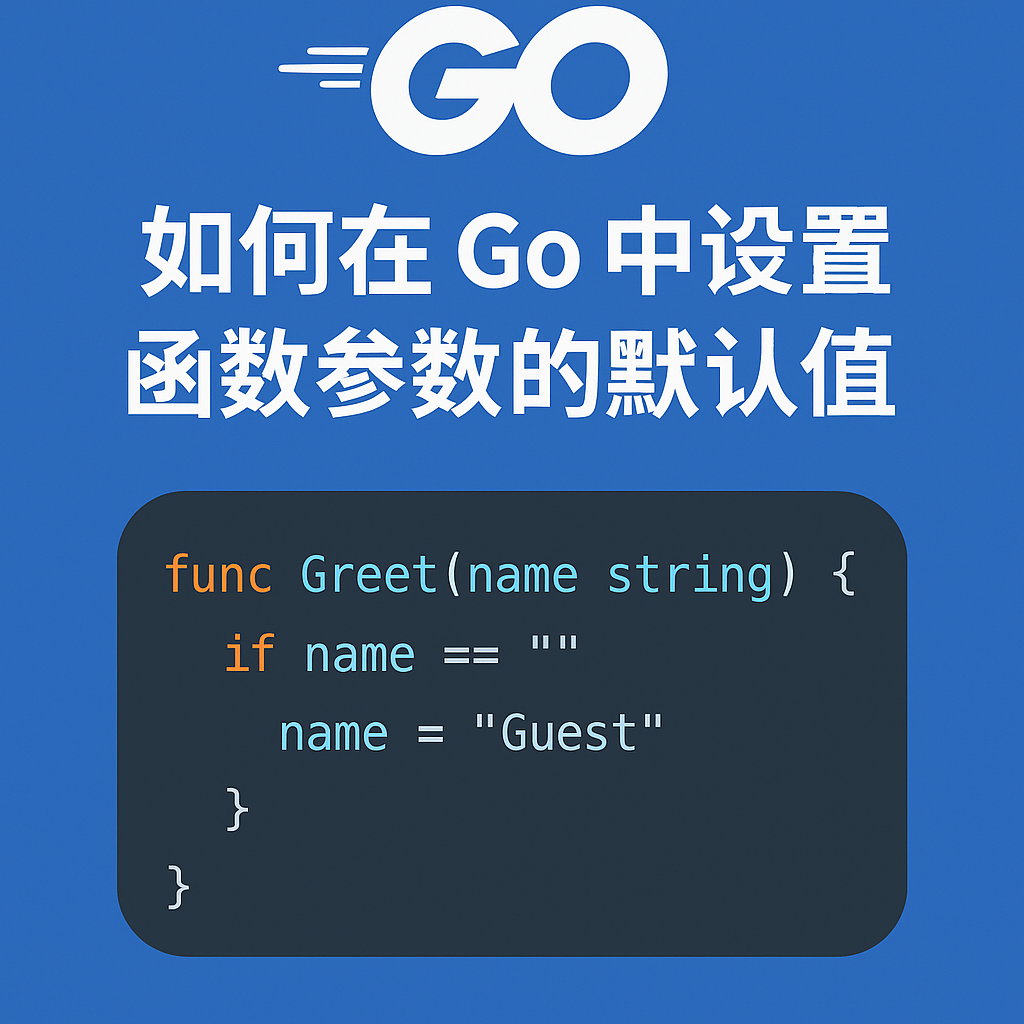 GO
如何在 Go 中设置
函数参数的默认值
func Greet(name string) {
if name == ""
name = "Guest"
}
}